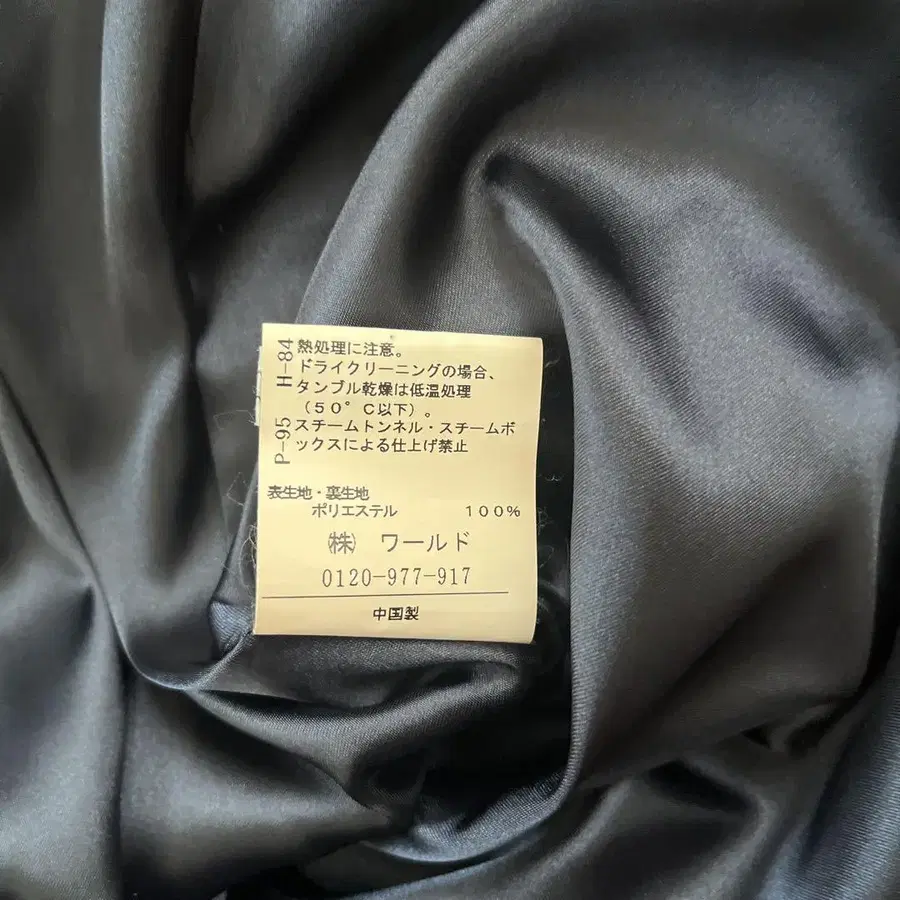 H-84
熱処理に注意。
ドライクリーニングの場合、
タンブル乾燥は低温処理
(50°C以下)。
P-95
スチームトンネル・スチームボ
ックスによる仕上げ禁止
表生地・裏生地
ポリエステル 100%
㈱ ワールド
0120-977-917
中国製